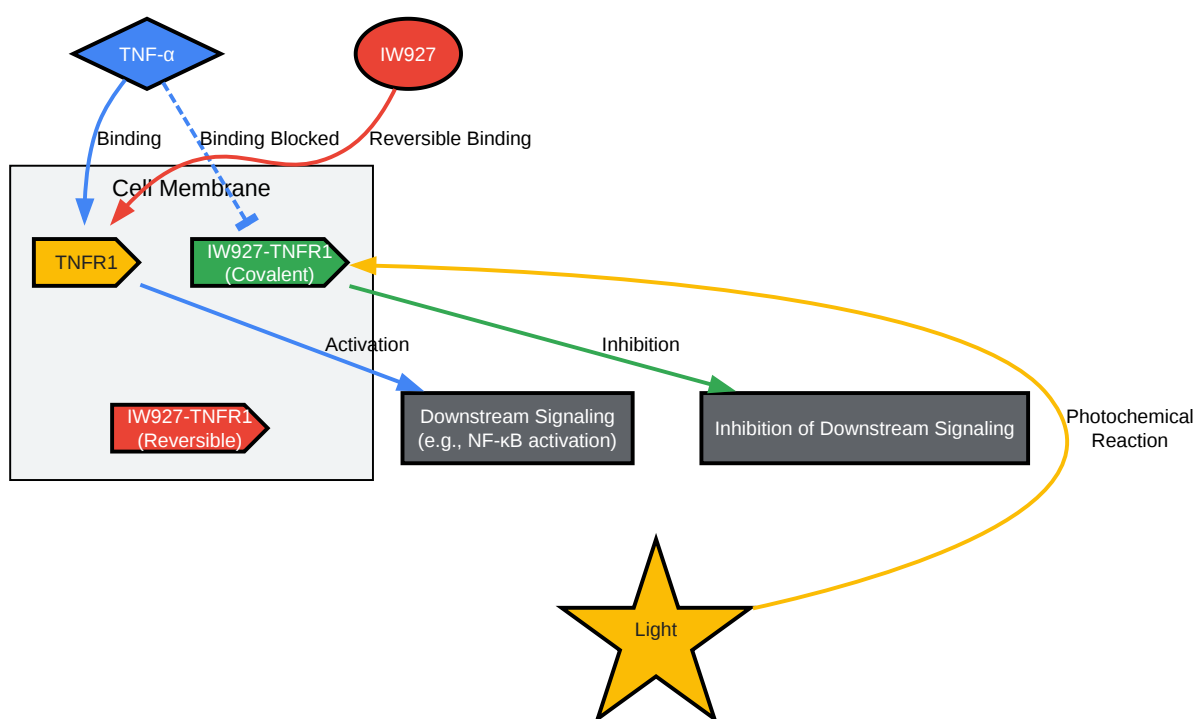 TNF-α
IW927
Binding
Binding Blocked
Reversible Binding
Cell Membrane
TNFR1
IW927-TNFR1
(Covalent)
Activation
Inhibition
IW927-TNFR1
(Reversible)
Downstream Signaling
(e.g., NF-κB activation)
Inhibition of Downstream Signaling
Photochemical
Reaction
Light